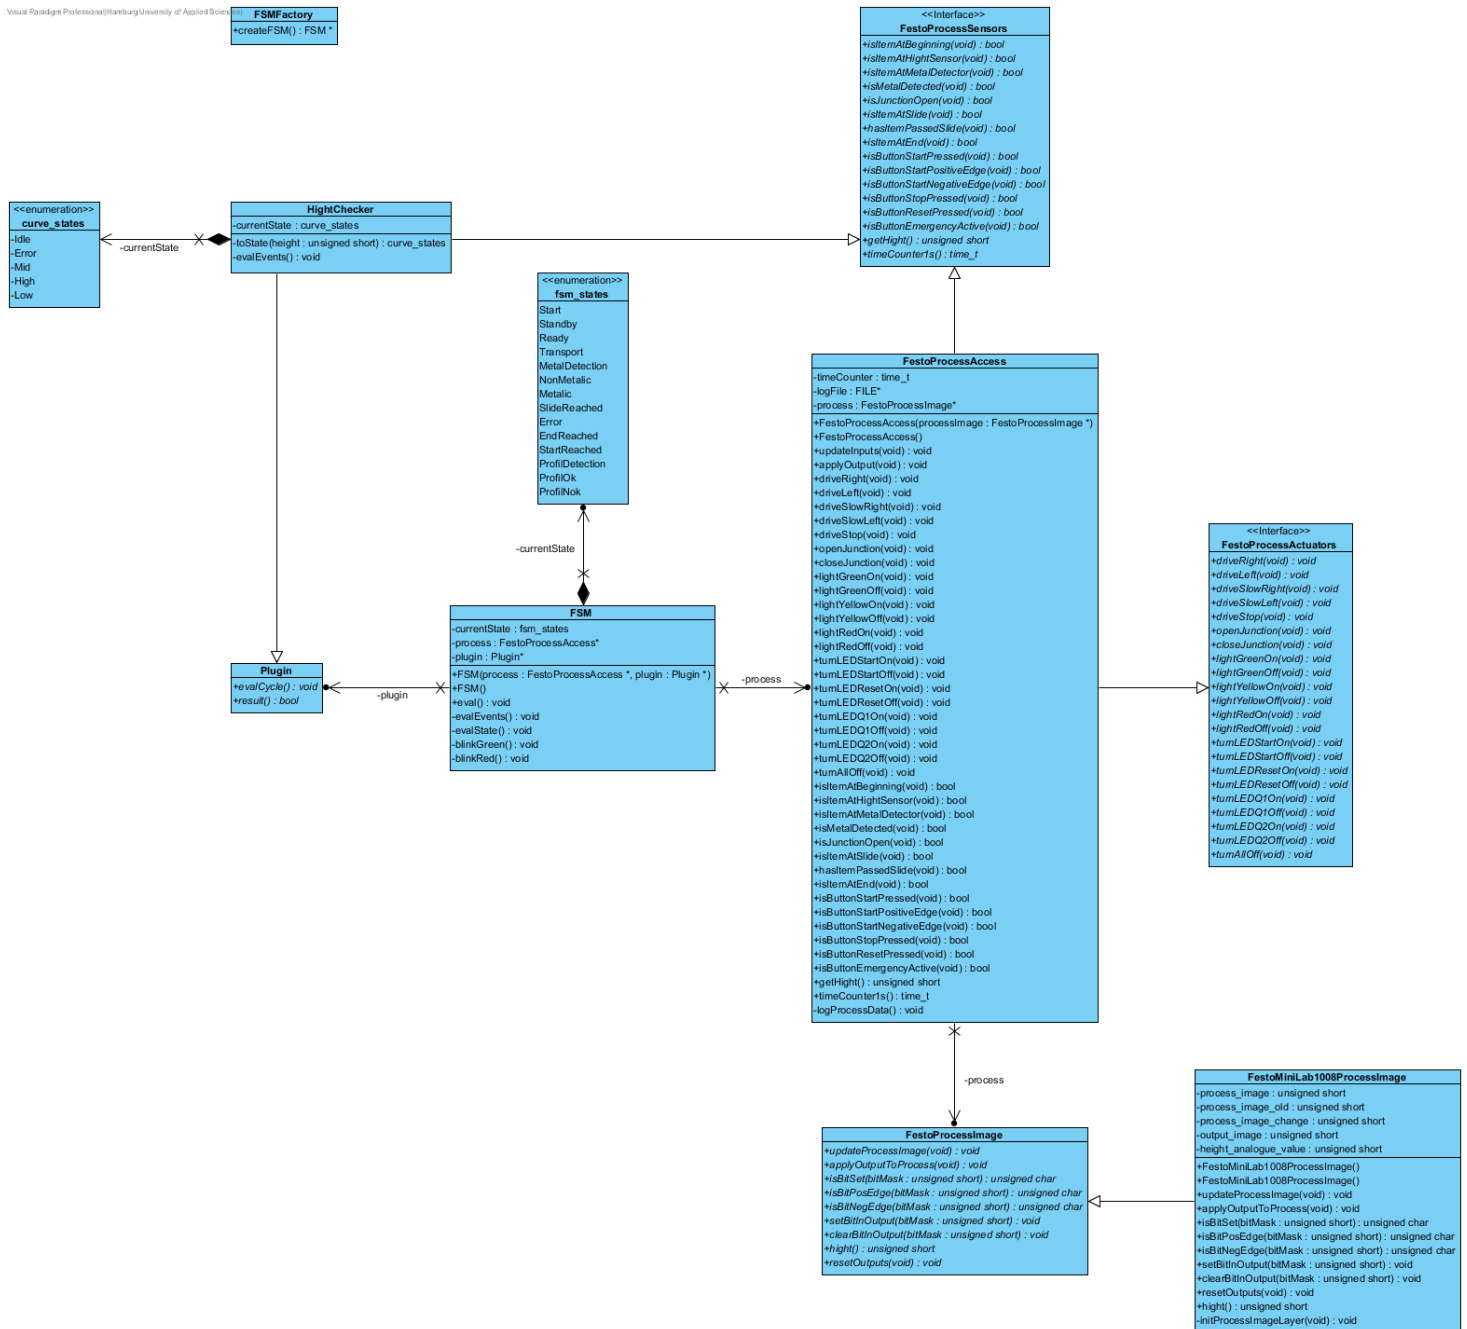 Visual Paradigm Professional(Hamburg University of Applied Sciences)
FSMFactory
+createFSM() : FSM *
<<Interface>>
FestoProcessSensors
+isItemAtBeginning(void) : bool
+isItemAtHightSensor(void) : bool
+isItemAtMetalDetector(void) : bool
+isMetalDetected(void) : bool
+isJunctionOpen(void) : bool
+isItemAtSlide(void) : bool
+hasItemPassedSlide(void) : bool
+isItemAtEnd(void) : bool
+isButtonStartPressed(void) : bool
+isButtonStartPositiveEdge(void) : bool
+isButtonStartNegativeEdge(void) : bool
+isButtonStopPressed(void) : bool
+isButtonResetPressed(void) : bool
+isButtonEmergencyActive(void) : bool
+getHight() : unsigned short
+timeCounter1s() : time_t
<<enumeration>>
curve_states
-Idle
-Error
-Mid
-High
-Low
-currentState
HightChecker
-currentState : curve_states
-toState(height : unsigned short) : curve_states
-evalEvents() : void
<<enumeration>>
fsm_states
Start
Standby
Ready
Transport
MetalDetection
NonMetalic
Metalic
SlideReached
Error
EndReached
StartReached
ProfilDetection
ProfilOk
ProfilNok
-currentState
FestoProcessAccess
-timeCounter : time_t
-logFile : FILE*
-process : FestoProcessImage*
+FestoProcessAccess(processImage : FestoProcessImage *)
+FestoProcessAccess()
+updateInputs(void) : void
+applyOutput(void) : void
+driveRight(void) : void
+driveLeft(void) : void
+driveSlowRight(void) : void
+driveSlowLeft(void) : void
+driveStop(void) : void
+openJunction(void) : void
+closeJunction(void) : void
+lightGreenOn(void) : void
+lightGreenOff(void) : void
+lightYellowOn(void) : void
+lightYellowOff(void) : void
+lightRedOn(void) : void
+lightRedOff(void) : void
+turnLEDStartOn(void) : void
+turnLEDStartOff(void) : void
+turnLEDResetOn(void) : void
+turnLEDResetOff(void) : void
+turnLEDQ1On(void) : void
+turnLEDQ1Off(void) : void
+turnLEDQ2On(void) : void
+turnLEDQ2Off(void) : void
+turnAllOff(void) : void
+isItemAtBeginning(void) : bool
+isItemAtHightSensor(void) : bool
+isItemAtMetalDetector(void) : bool
+isMetalDetected(void) : bool
+isJunctionOpen(void) : bool
+isItemAtSlide(void) : bool
+hasItemPassedSlide(void) : bool
+isItemAtEnd(void) : bool
+isButtonStartPressed(void) : bool
+isButtonStartPositiveEdge(void) : bool
+isButtonStartNegativeEdge(void) : bool
+isButtonStopPressed(void) : bool
+isButtonResetPressed(void) : bool
+isButtonEmergencyActive(void) : bool
+getHight() : unsigned short
+timeCounter1s() : time_t
-logProcessData() : void
<<Interface>>
FestoProcessActuators
+driveRight(void) : void
+driveLeft(void) : void
+driveSlowRight(void) : void
+driveSlowLeft(void) : void
+driveStop(void) : void
+openJunction(void) : void
+closeJunction(void) : void
+lightGreenOn(void) : void
+lightGreenOff(void) : void
+lightYellowOn(void) : void
+lightYellowOff(void) : void
+lightRedOn(void) : void
+lightRedOff(void) : void
+turnLEDStartOn(void) : void
+turnLEDStartOff(void) : void
+turnLEDResetOn(void) : void
+turnLEDResetOff(void) : void
+turnLEDQ1On(void) : void
+turnLEDQ1Off(void) : void
+turnLEDQ2On(void) : void
+turnLEDQ2Off(void) : void
+turnAllOff(void) : void
Plugin
+evalCycle() : void
+result() : bool
-plugin
FSM
-currentState : fsm_states
-process : FestoProcessAccess*
-plugin : Plugin*
+FSM(process : FestoProcessAccess *, plugin : Plugin *)
+FSM()
+eval() : void
-evalEvents() : void
-evalState() : void
-blinkGreen() : void
-blinkRed() : void
-process
-process
FestoProcessImage
+updateProcessImage(void) : void
+applyOutputToProcess(void) : void
+isBitSet(bitMask : unsigned short) : unsigned char
+isBitPosEdge(bitMask : unsigned short) : unsigned char
+isBitNegEdge(bitMask : unsigned short) : unsigned char
+setBitInOutput(bitMask : unsigned short) : void
+clearBitInOutput(bitMask : unsigned short) : void
+hight() : unsigned short
+resetOutputs(void) : void
FestoMiniLab1008ProcessImage
-process_image : unsigned short
-process_image_old : unsigned short
-process_image_change : unsigned short
-output_image : unsigned short
-height_analogue_value : unsigned short
+FestoMiniLab1008ProcessImage()
+FestoMiniLab1008ProcessImage()
+updateProcessImage(void) : void
+applyOutputToProcess(void) : void
+isBitSet(bitMask : unsigned short) : unsigned char
+isBitPosEdge(bitMask : unsigned short) : unsigned char
+isBitNegEdge(bitMask : unsigned short) : unsigned char
+setBitInOutput(bitMask : unsigned short) : void
+clearBitInOutput(bitMask : unsigned short) : void
+resetOutputs(void) : void
+hight() : unsigned short
-initProcessImageLayer(void) : void